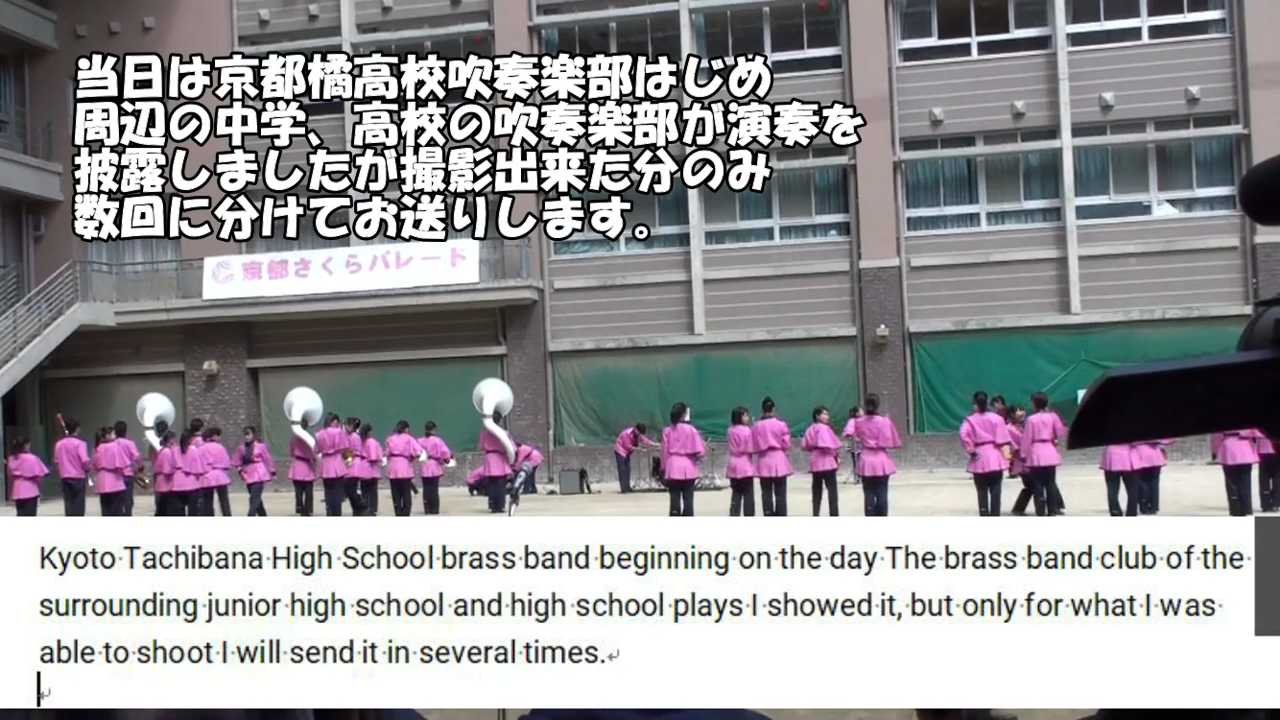 当日は京都橘高校吹奏楽部はじめ
周辺の中学、高校の吹奏楽部が演奏を
披露しましたが撮影出来た分のみ
数回に分けてお送りします。
京都さくらパレード
Kyoto Tachibana High School brass band beginning on the day The brass band club of the
surrounding junior high school and high school plays I showed it, but only for what I was
able to shoot I will send it in several times.